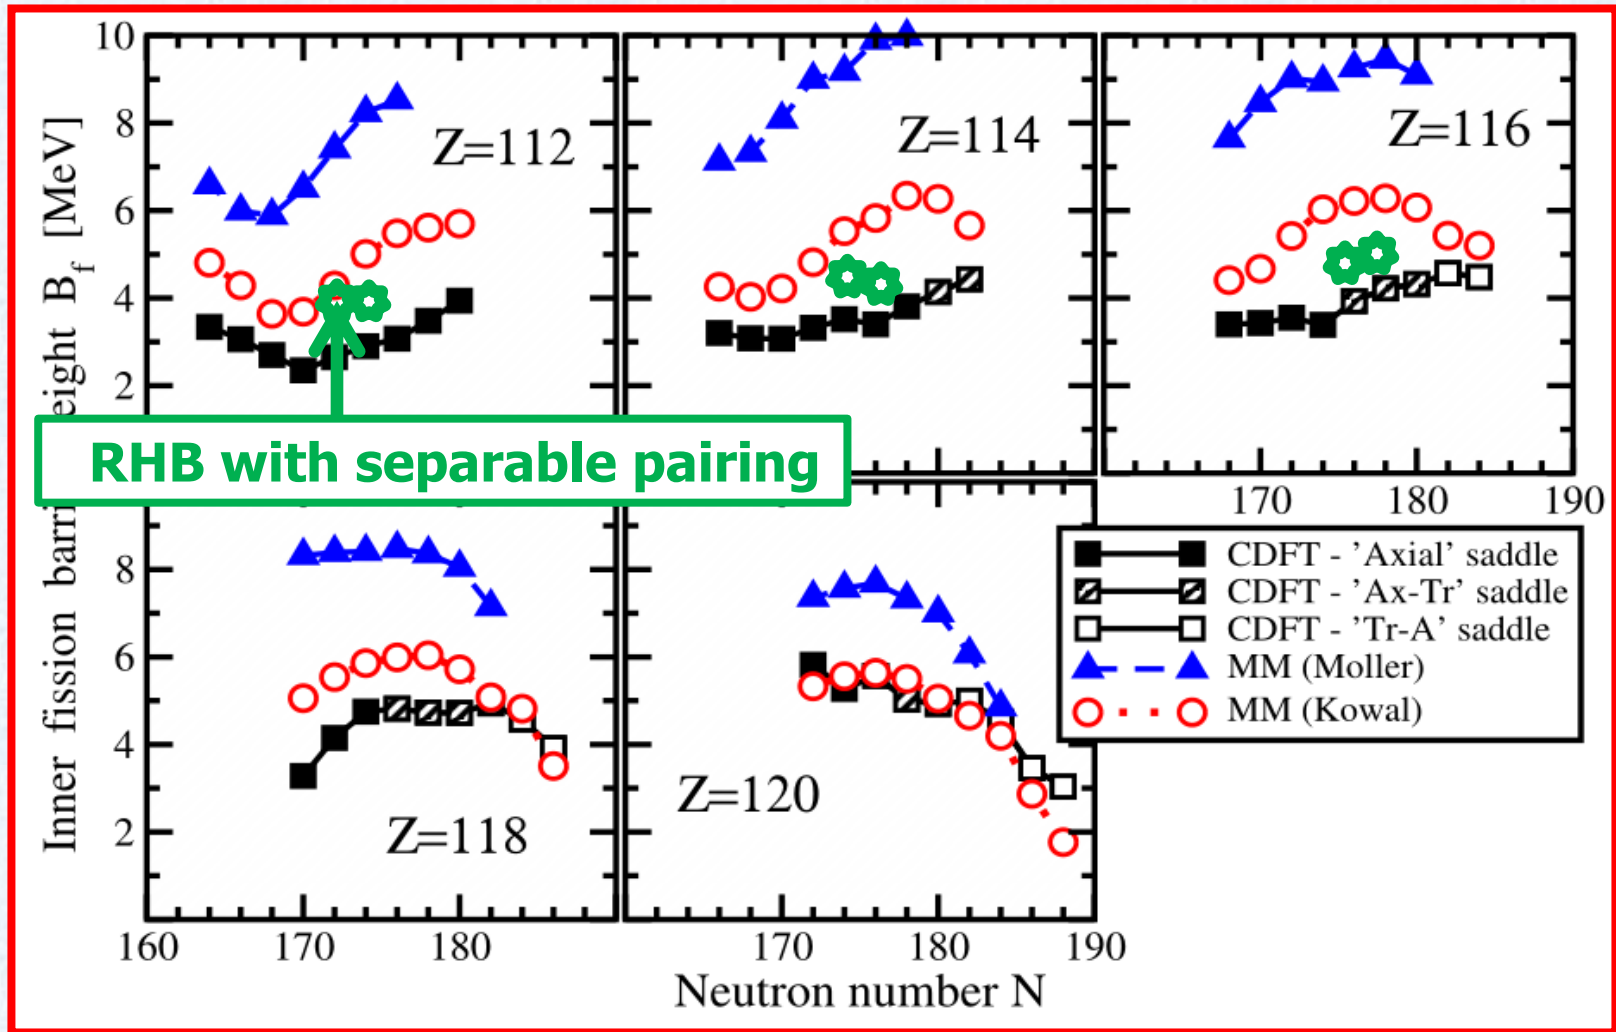 10
8
6
4
2
Z=112
Z=114
Z=116
RHB with separable pairing
170
180
190
8
6
4
2
Z=118
Z=120
CDFT - 'Axial' saddle
CDFT - 'Ax-Tr' saddle
CDFT - 'Tr-A' saddle
MM (Moller)
MM (Kowal)
160
170
180
170
180
190
Neutron number N
Inner fission barri eight B_f [MeV]